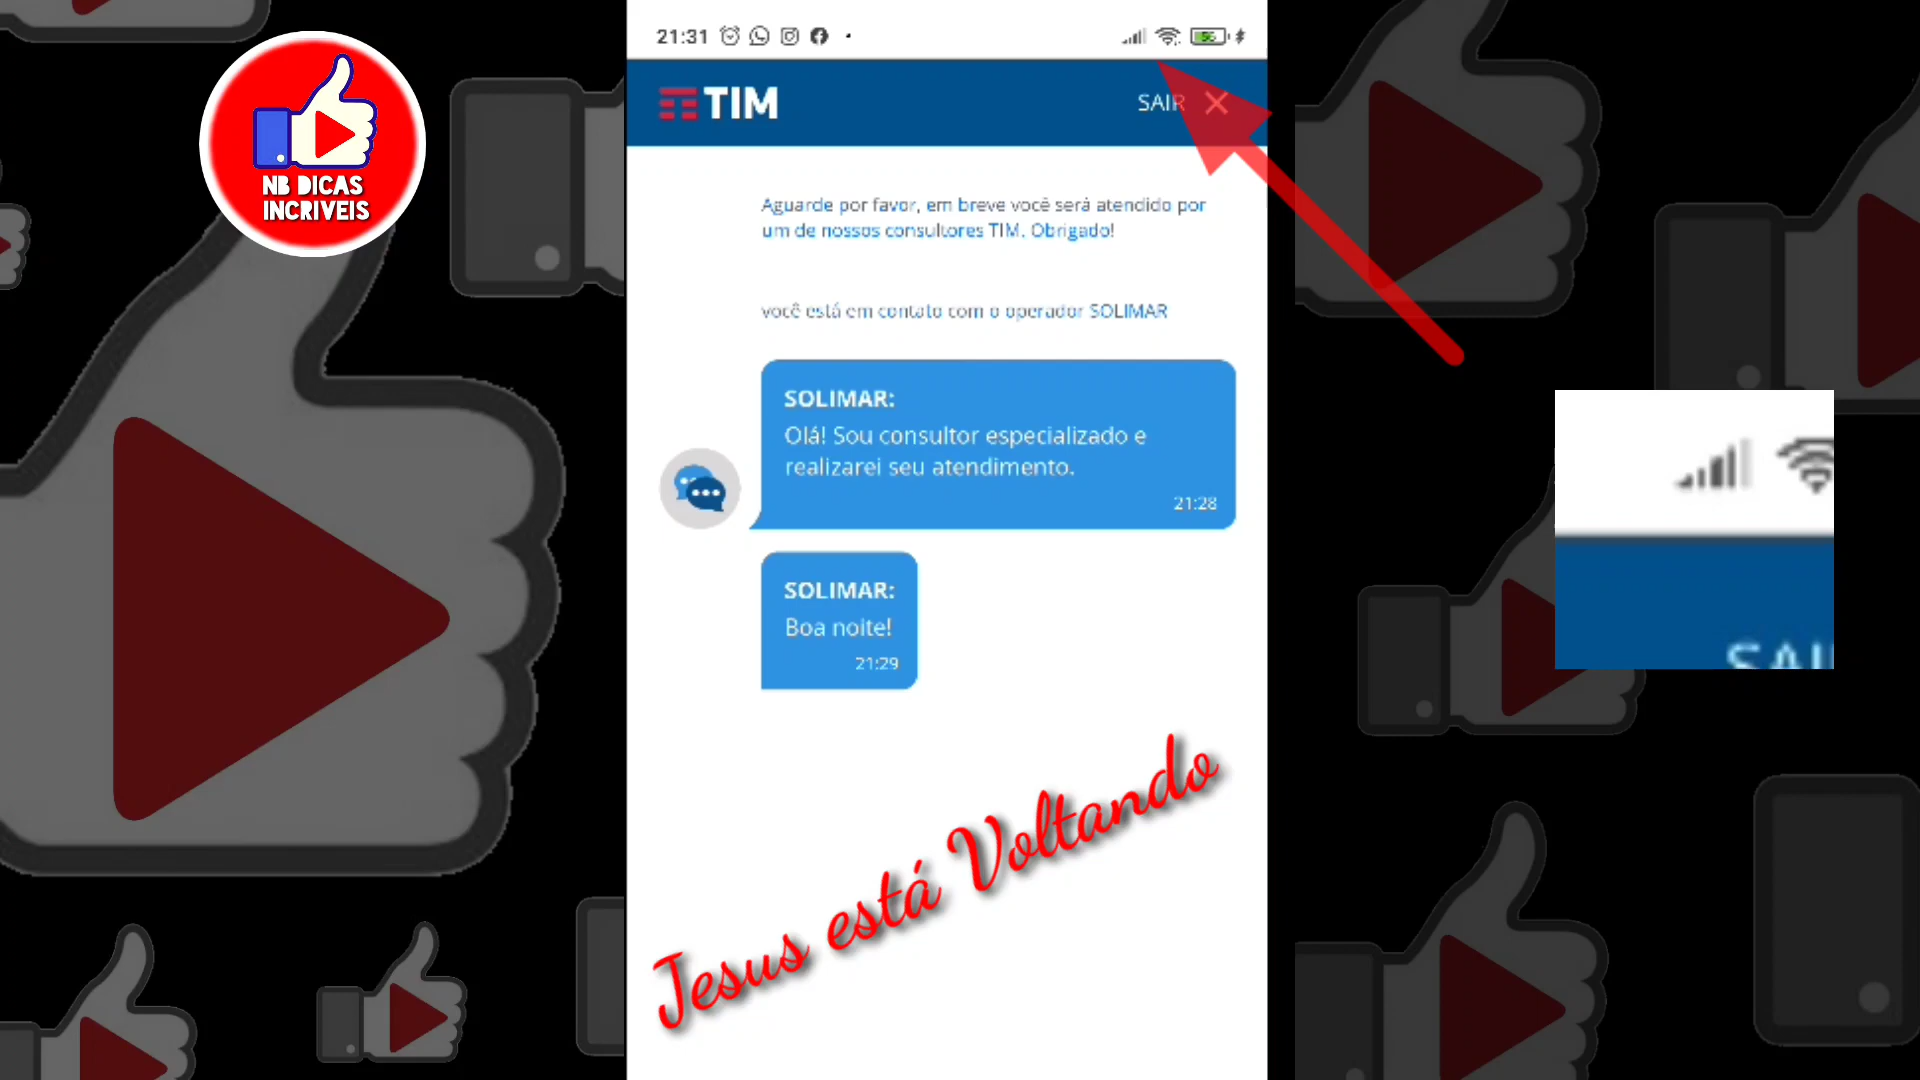 21:31
56
TIM
SAIR
NB DICAS
INCRIVEIS
Aguarde por favor, em breve você será atendido por
um de nossos consultores TIM. Obrigado!
você está em contato com o operador SOLIMAR
SOLIMAR:
Olá! Sou consultor especializado e
realizarei seu atendimento.
21:28
SOLIMAR:
Boa noite!
21:29
Jesus está Voltando
SAI